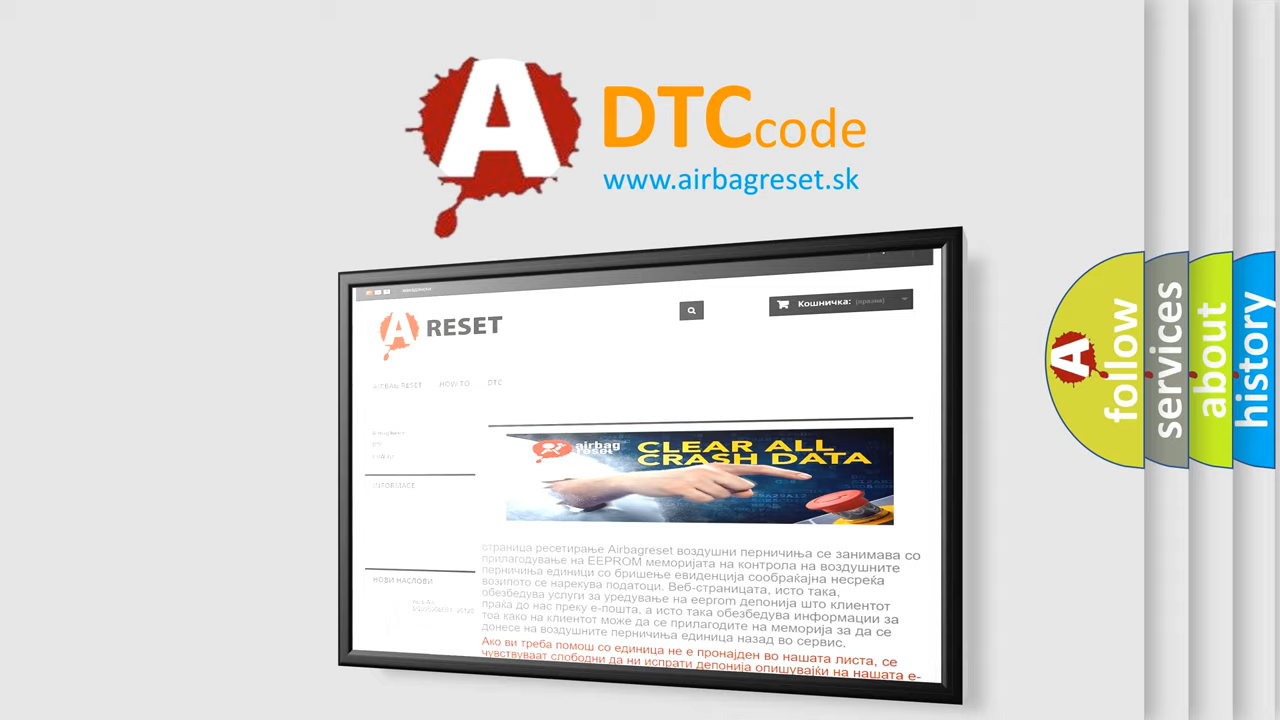 A
DTCcode
www.airbagreset.sk
A RESET
Кошничка: (празна)
AIRBAG RESET HOW TO DTC
airbag
reset
CLEAR ALL
CRASH DATA
INFORMACE
НОВИ НАСЛОВИ
страница ресетирање Airbagreset воздушни перничиња се занимава со
прилагодување на EEPROM меморијата на контрола на воздушните
перничиња единици со бришење евиденција сообраќајна несреќа
возилото се нарекува податоци. Веб-страницата, исто така,
обезбедува услуги за уредување на eeprom депонија што клиентот
праќа до нас преку е-пошта, а исто така обезбедува информации за
тоа како на клиентот може да се прилагодите на меморија за да се
донесе на воздушните перничиња единица назад во сервис.
Ако ви треба помош со единица не е пронајден во нашата листа, се
чувствуваат слободни да ни испрати депонија опишувајќи на нашата е-
A
follow
services
about
history